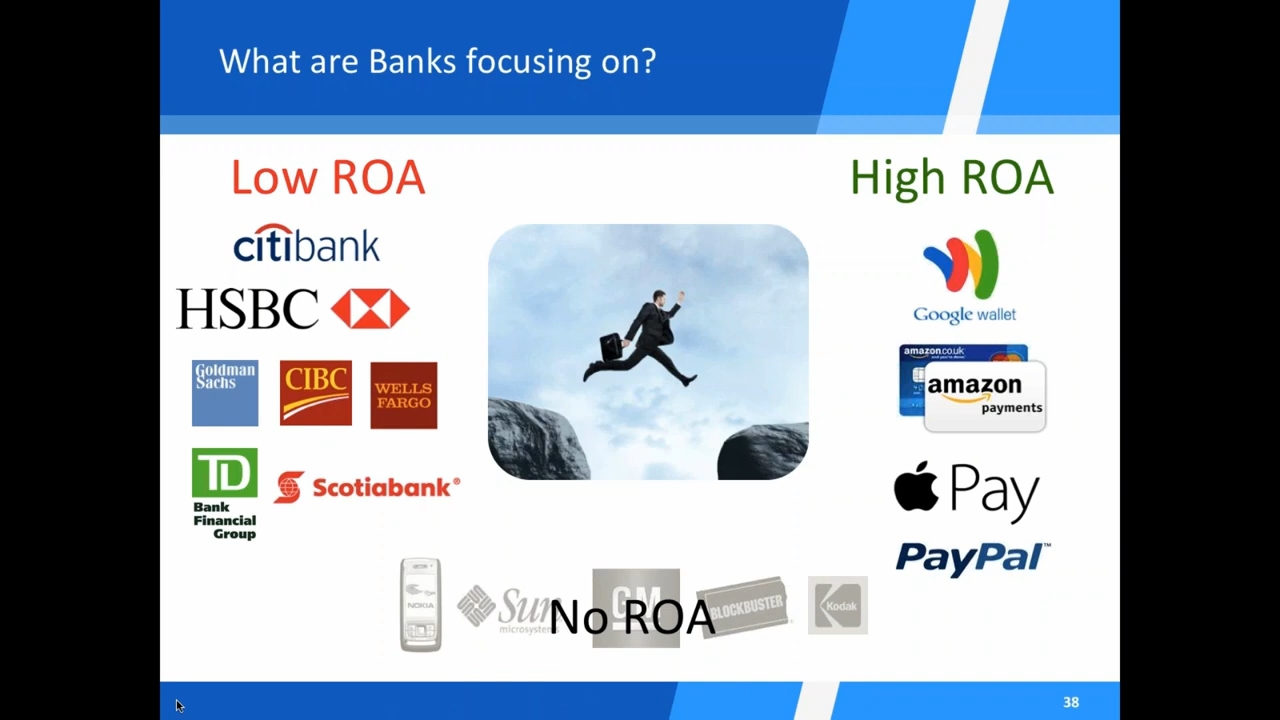 What are Banks focusing on?
Low ROA
High ROA
citibank
HSBC
Goldman
Sachs
CIBC
WELLS
FARGO
TD
Bank
Financial
Group
Scotiabank®
Google wallet
amazon.co.uk
amazon
payments
Pay
PayPal™
NOKIA
Sun
microsystems
GM
BLOCKBUSTER
Kodak
No ROA
38